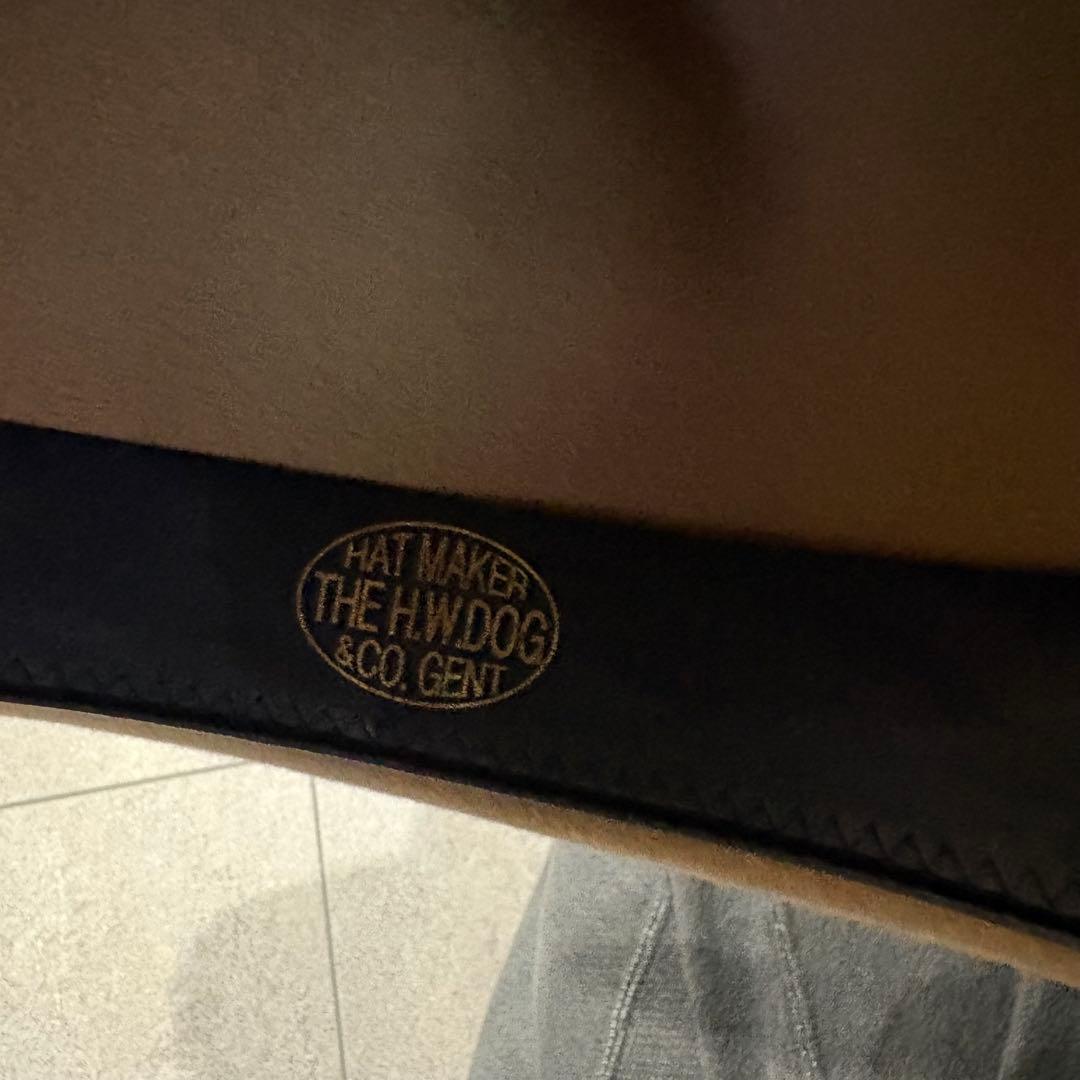 HAT MAKER
THE H.W.DOG
&CO. GENT